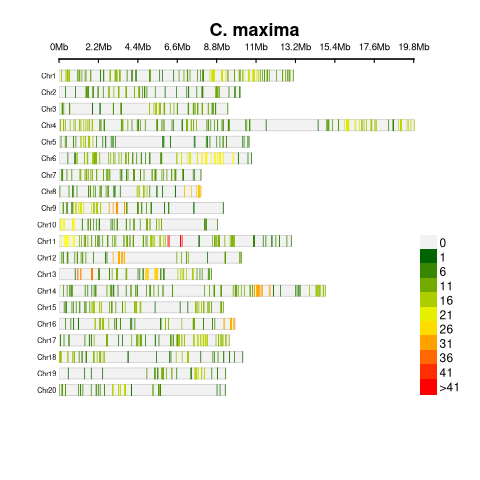 C. maxima
0Mb 2.2Mb 4.4Mb 6.6Mb 8.8Mb 11Mb 13.2Mb 15.4Mb 17.6Mb 19.8Mb
Chr1
Chr2
Chr3
Chr4
Chr5
Chr6
Chr7
Chr8
Chr9
Chr10
Chr11
Chr12
Chr13
Chr14
Chr15
Chr16
Chr17
Chr18
Chr19
Chr20
0
1
6
11
16
21
26
31
36
41
>41